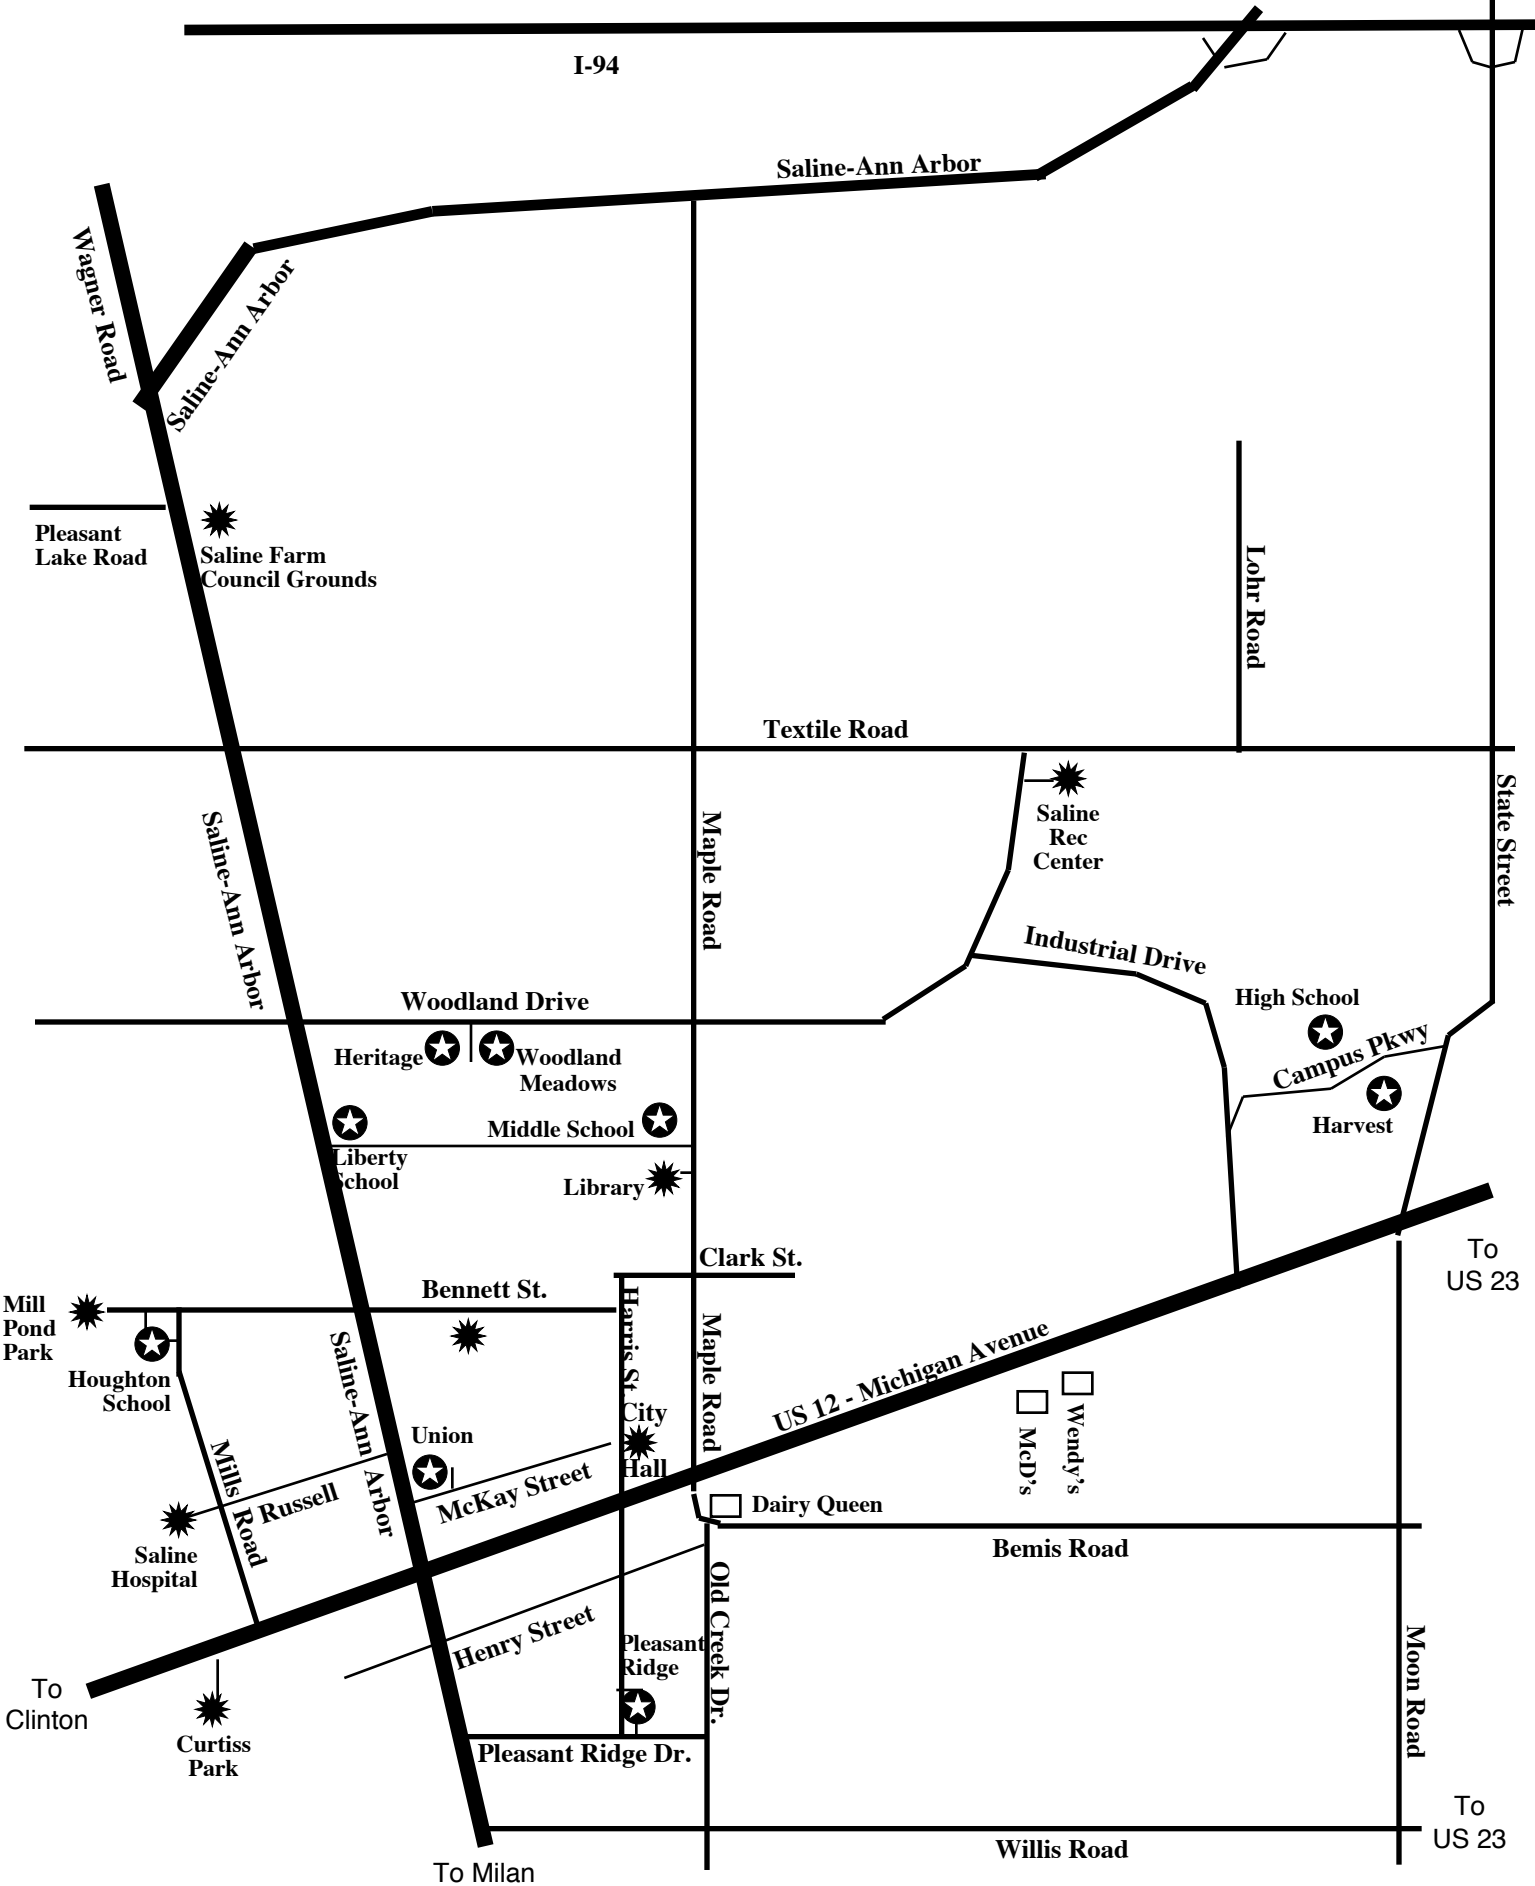 I-94
Saline-Ann Arbor
Wagner Road
Saline-Ann Arbor
Pleasant
Lake Road
Saline Farm
Council Grounds
Lohr Road
Textile Road
Saline
Rec
Center
State Street
Saline-Ann Arbor
Maple Road
Industrial Drive
High School
Campus Pkwy
Harvest
Woodland Drive
Heritage
Woodland
Meadows
Middle School
Liberty
School
Library
Clark St.
To
US 23
Bennett St.
Mill
Pond
Park
Houghton
School
Saline-Ann Arbor
Harris St.
Maple Road
US 12 - Michigan Avenue
City
Hall
Union
McKay Street
McD's
Wendy's
Mills Road
Russell
Saline
Hospital
Dairy Queen
Bemis Road
Old Creek Dr.
Henry Street
Pleasant
Ridge
Moon Road
To
Clinton
Curtiss
Park
Pleasant Ridge Dr.
To
US 23
Willis Road
To Milan